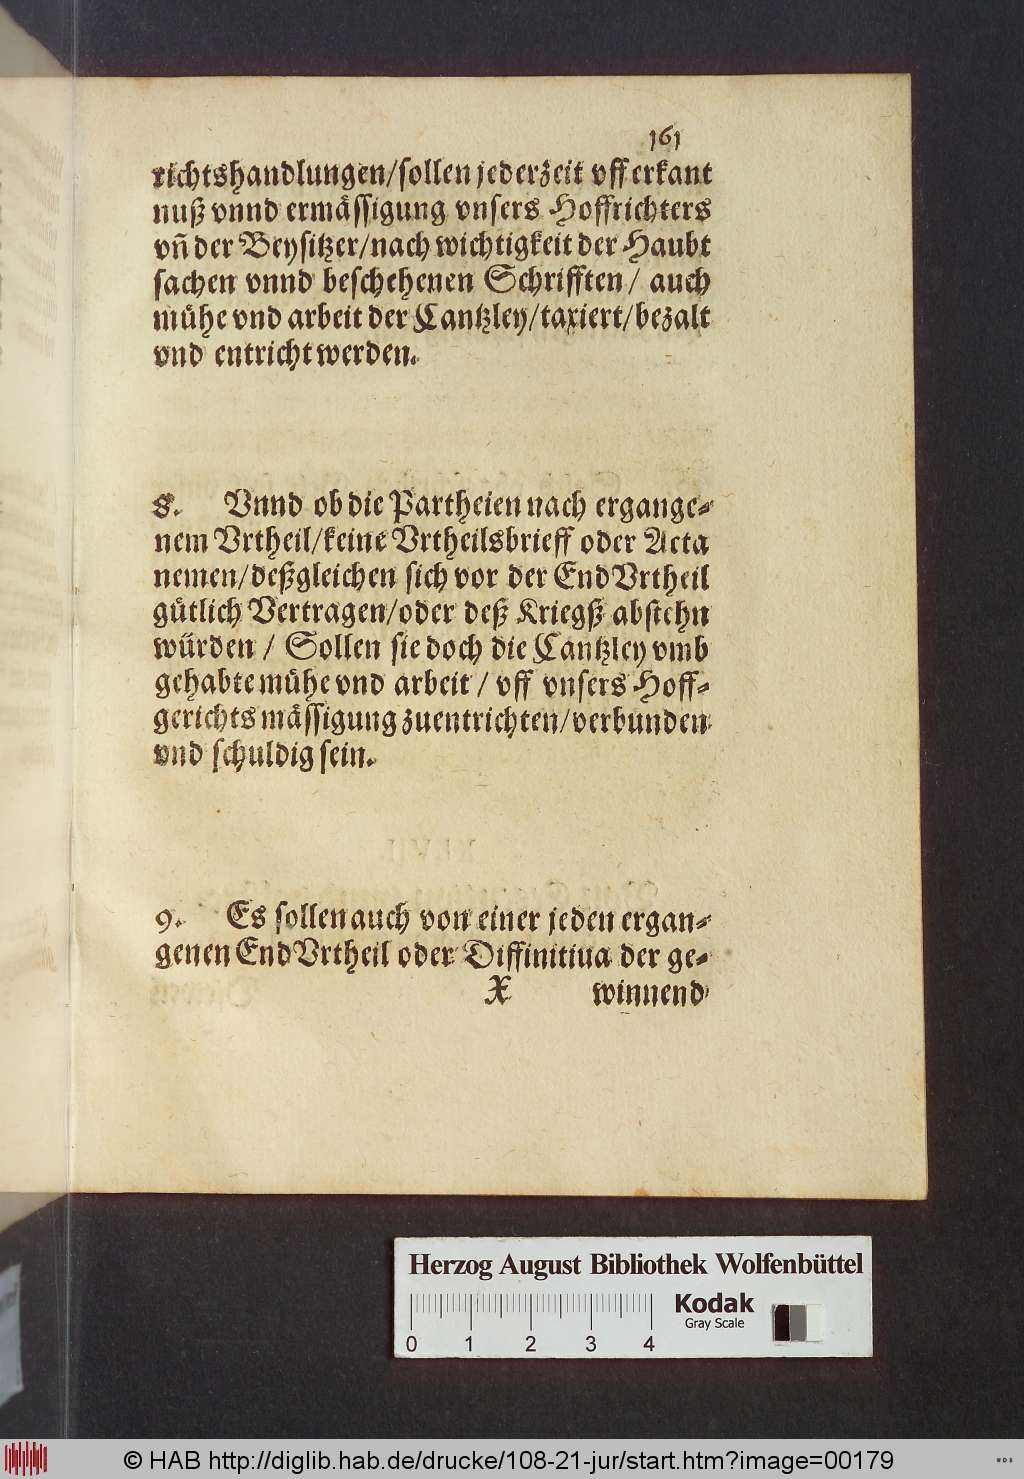 161
richtshandlungen/sollen jederzeit vff erkant
nuß vnnd ermässigung vnsers Hoffrichters
vn̄ der Beysitzer/nach wichtigkeit der Haubt
sachen vnnd beschehenen Schrifften/ auch
mühe vnd arbeit der Cantzley/taxiert/bezalt
vnd entricht werden.
8. Vnnd ob die Partheien nach ergange-
nem Vrtheil/keine Vrtheilsbrieff oder Acta
nemen/deßgleichen sich vor der EndVrtheil
gütlich Vertragen/oder deß Kriegß abstehn
würden / Sollen sie doch die Cantzley vmb
gehabte mühe vnd arbeit / vff vnsers Hoff-
gerichts mässigung zuentrichten/verbunden
vnd schuldig sein.
9. Es sollen auch von einer jeden ergan-
genen EndVrtheil oder Diffinitiua der ge-
X winnend
Herzog August Bibliothek Wolfenbüttel
Kodak
Gray Scale
0 1 2 3 4
© HAB http://diglib.hab.de/drucke/108-21-jur/start.htm?image=00179